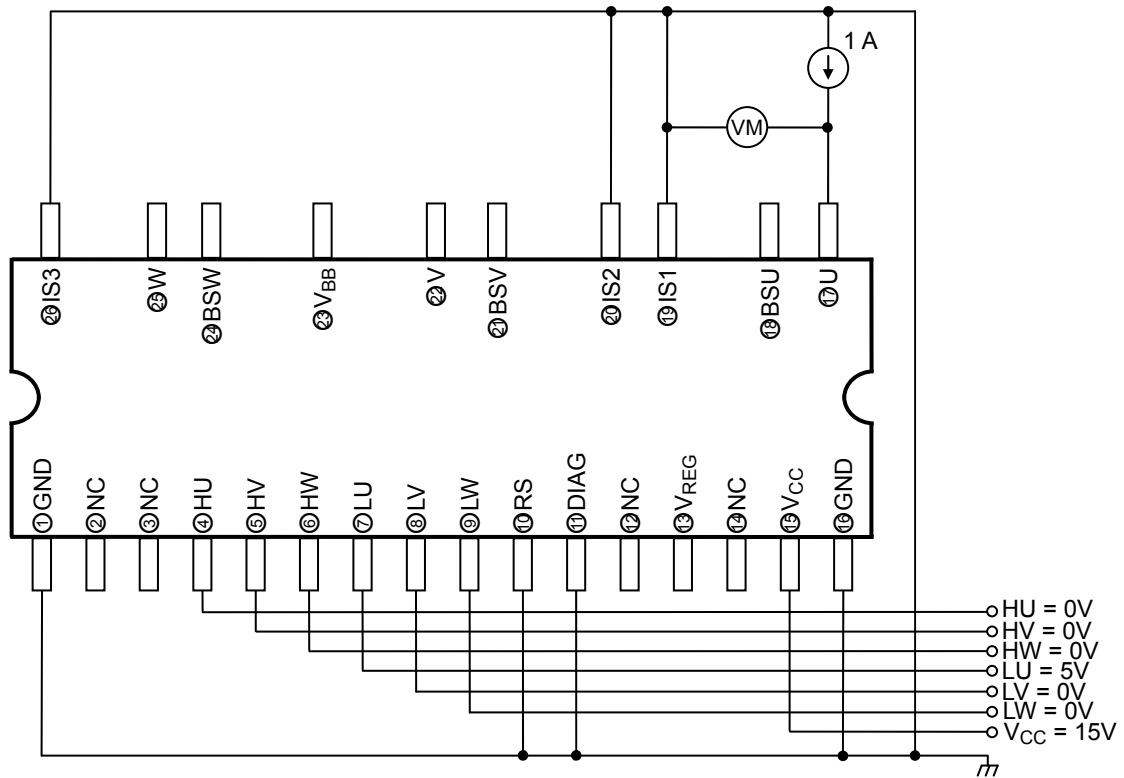 1 A
VM
㉖IS3
㉕W
㉔BSW
㉓VBB
㉒V
㉑BSV
⑳IS2
⑲IS1
⑱BSU
⑰U
①GND
②NC
③NC
④HU
⑤HV
⑥HW
⑦LU
⑧LV
⑨LW
⑩RS
⑪DIAG
⑫NC
⑬VREG
⑭NC
⑮VCC
⑯GND
HU = 0V
HV = 0V
HW = 0V
LU = 5V
LV = 0V
LW = 0V
VCC = 15V